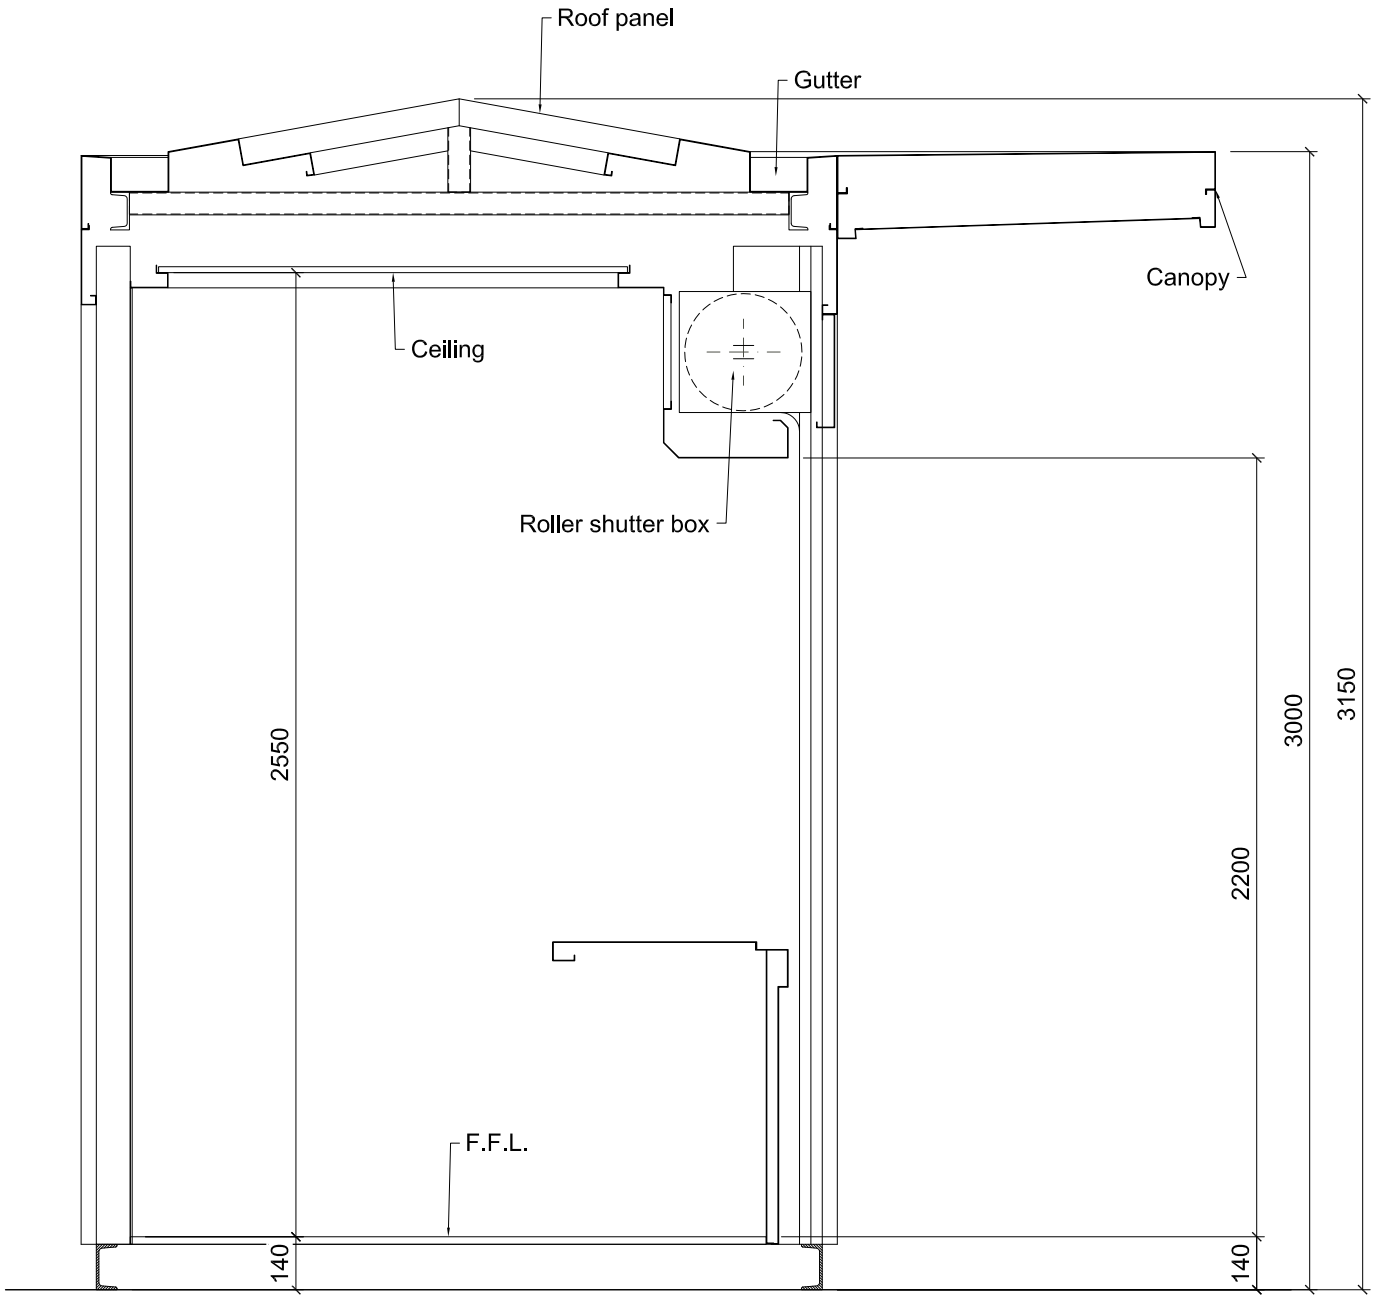 Roof panel
Gutter
Canopy
Ceiling
Roller shutter box
3150
3000
2550
2200
F.F.L.
140
140